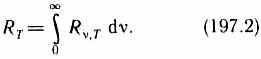 R_T = ∫_0^∞ R_{ν,T} dν. (197.2)